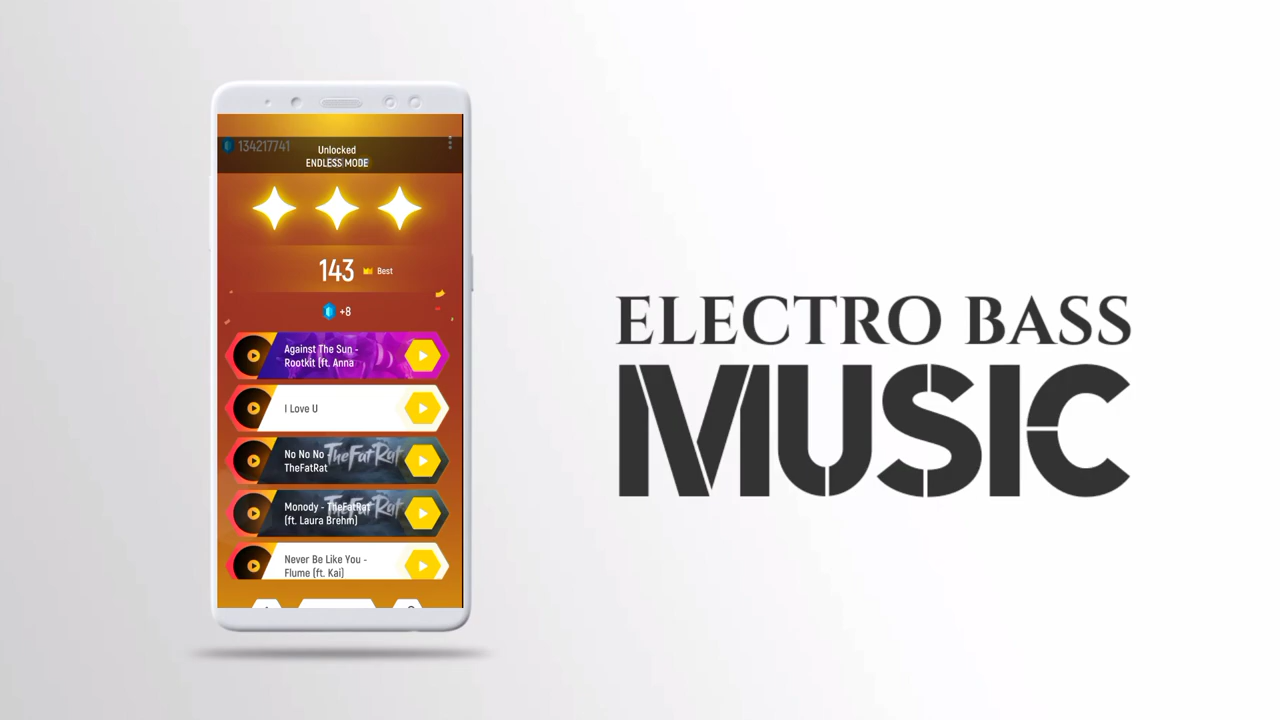 134217741
Unlocked
ENDLESS MODE
143 Best
+8
Against The Sun -
Rootkit (ft. Anna
I Love U
No No No -
TheFatRat
TheFatRat
Monody - TheFatRat
(ft. Laura Brehm)
TheFatRat
Never Be Like You -
Flume (ft. Kai)
ELECTRO BASS
MUSIC